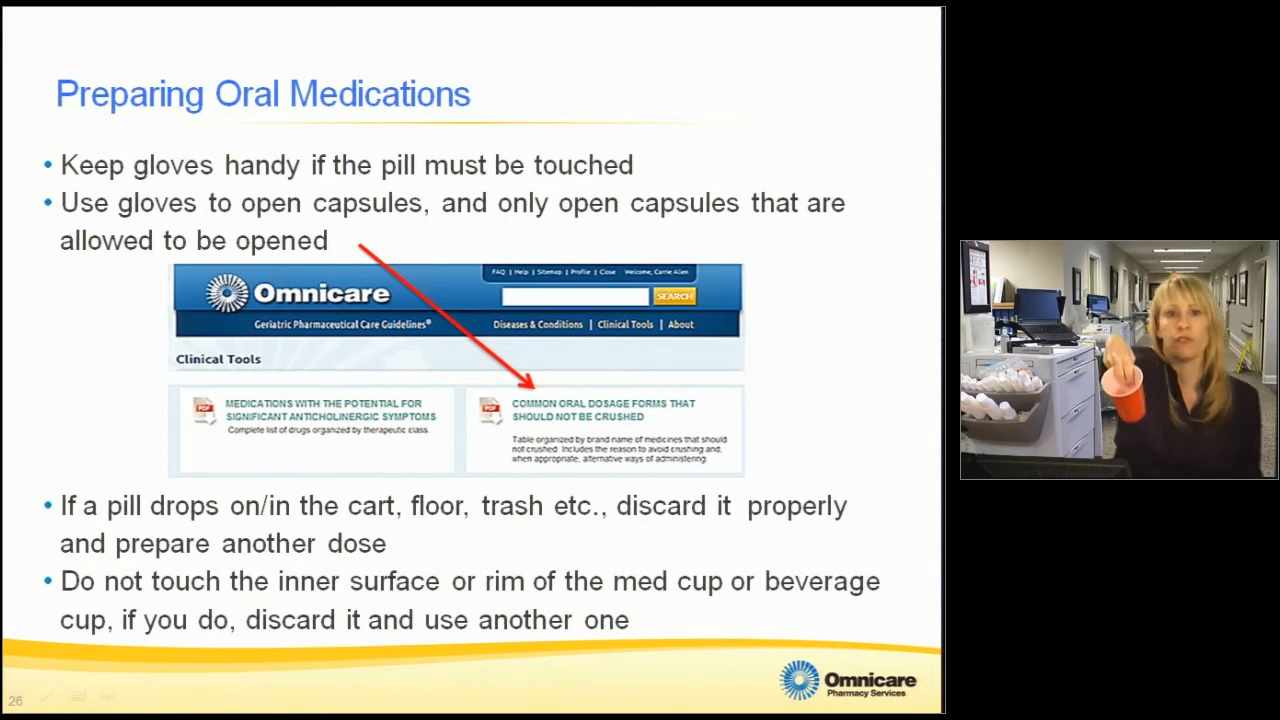 Preparing Oral Medications
• Keep gloves handy if the pill must be touched
• Use gloves to open capsules, and only open capsules that are
allowed to be opened
FAQ | Help | Sitemap | Profile | Close Welcome, Carrie Allen
Omnicare
SEARCH
Geriatric Pharmaceutical Care Guidelines®
Diseases & Conditions | Clinical Tools | About
Clinical Tools
PDF
MEDICATIONS WITH THE POTENTIAL FOR
SIGNIFICANT ANTICHOLINERGIC SYMPTOMS
Complete list of drugs organized by therapeutic class.
PDF
COMMON ORAL DOSAGE FORMS THAT
SHOULD NOT BE CRUSHED
Table organized by brand name of medicines that should
not crushed. Includes the reason to avoid crushing and,
when appropriate, alternative ways of administering.
• If a pill drops on/in the cart, floor, trash etc., discard it properly
and prepare another dose
• Do not touch the inner surface or rim of the med cup or beverage
cup, if you do, discard it and use another one
26
Omnicare
Pharmacy Services